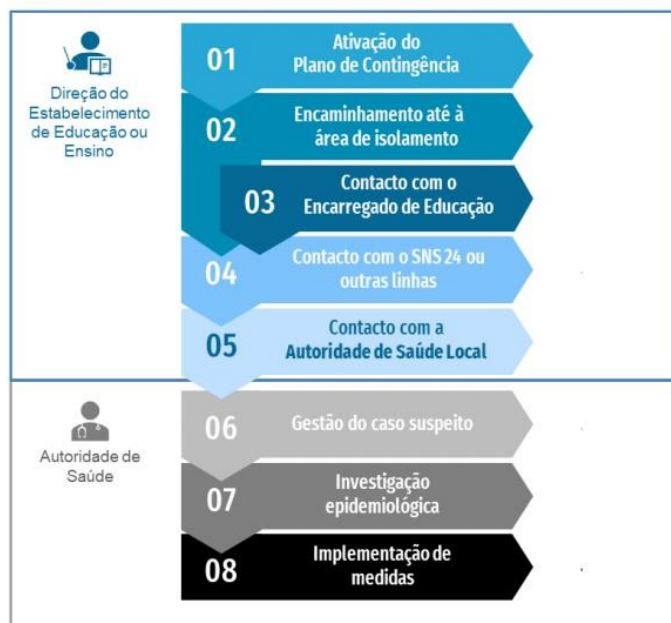 Direção do
Estabelecimento
de Educação ou
Ensino
01
Ativação do
Plano de Contingência
02
Encaminhamento até à
área de isolamento
03
Contacto com o
Encarregado de Educação
04
Contacto com o SNS 24 ou
outras linhas
05
Contacto com a
Autoridade de Saúde Local
Autoridade de
Saúde
06
Gestão do caso suspeito
07
Investigação
epidemiológica
08
Implementação de
medidas